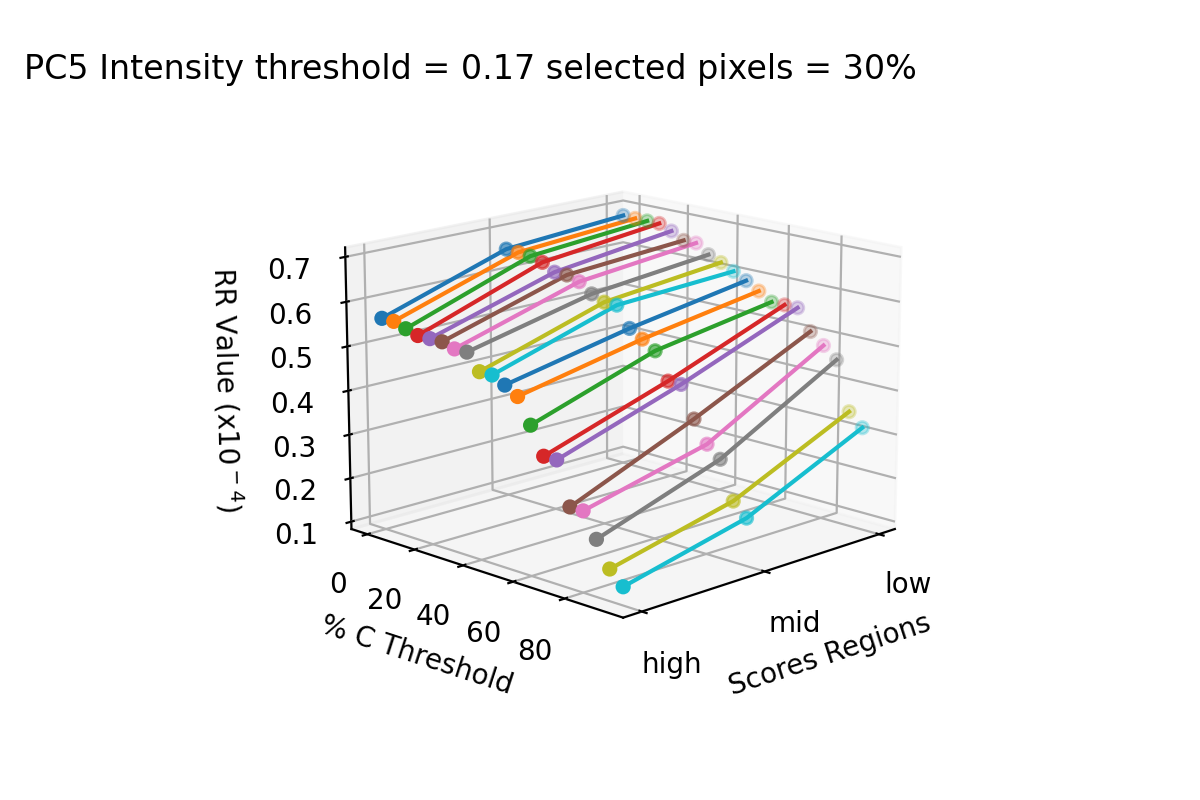 PC5 Intensity threshold = 0.17 selected pixels = 30%
RR Value (x10⁻⁴)
0.7
0.6
0.5
0.4
0.3
0.2
0.1
0
20
40
60
80
% C Threshold
high
mid
low
Scores Regions